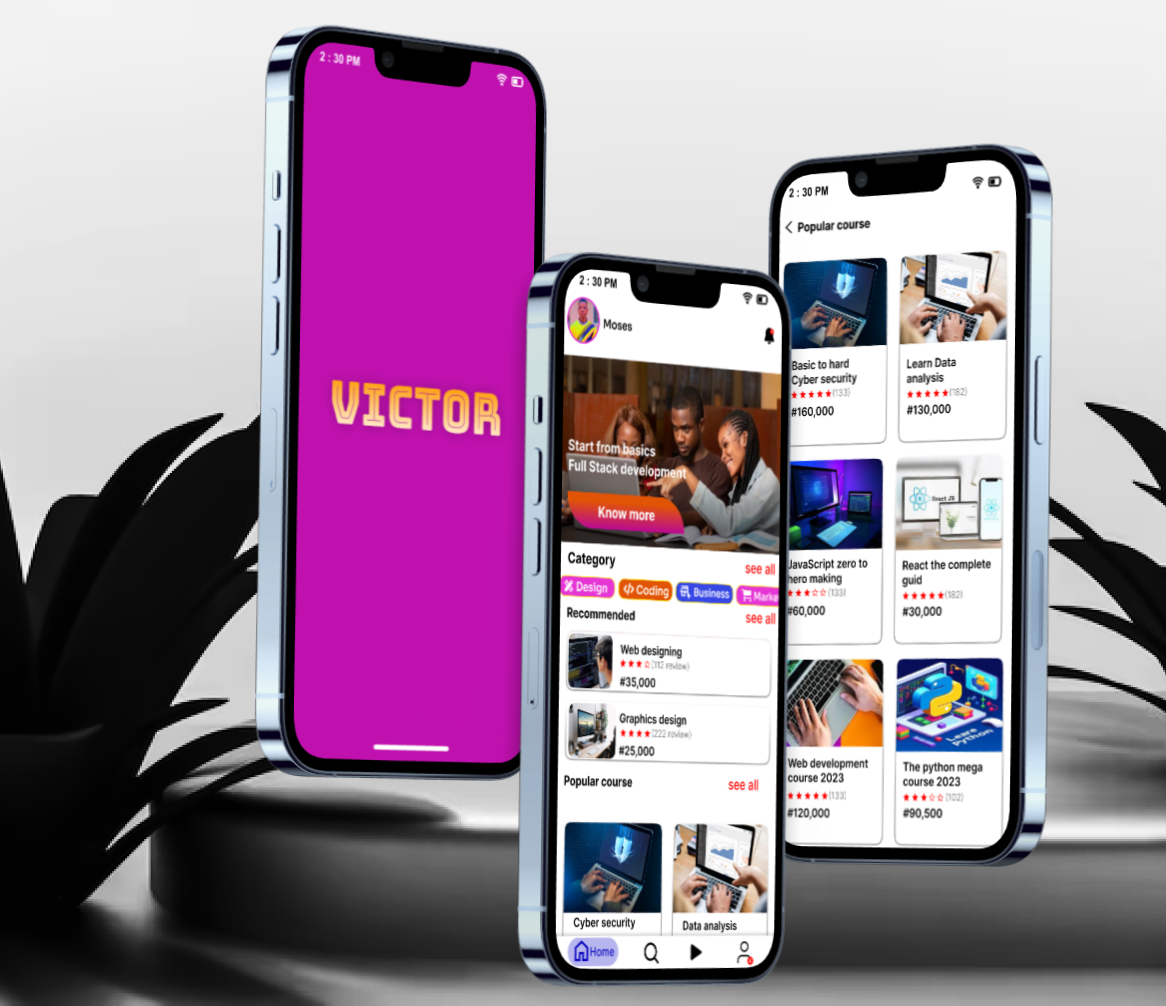 2 : 30 PM
VICTOR
2 : 30 PM
Moses
Start from basics
Full Stack development
Know more
Category
see all
Design
</> Coding
Business
Marke
Recommended
see all
Web designing
(112 review)
#35,000
Graphics design
(222 review)
#25,000
Popular course
see all
Cyber security
Data analysis
Home
2 : 30 PM
< Popular course
Basic to hard
Cyber security
(133)
#160,000
Learn Data
analysis
(182)
#130,000
JavaScript zero to
hero making
(133)
#60,000
React JS
React the complete
guid
(182)
#30,000
Web development
course 2023
(133)
#120,000
Learn
Python
The python mega
course 2023
(102)
#90,500